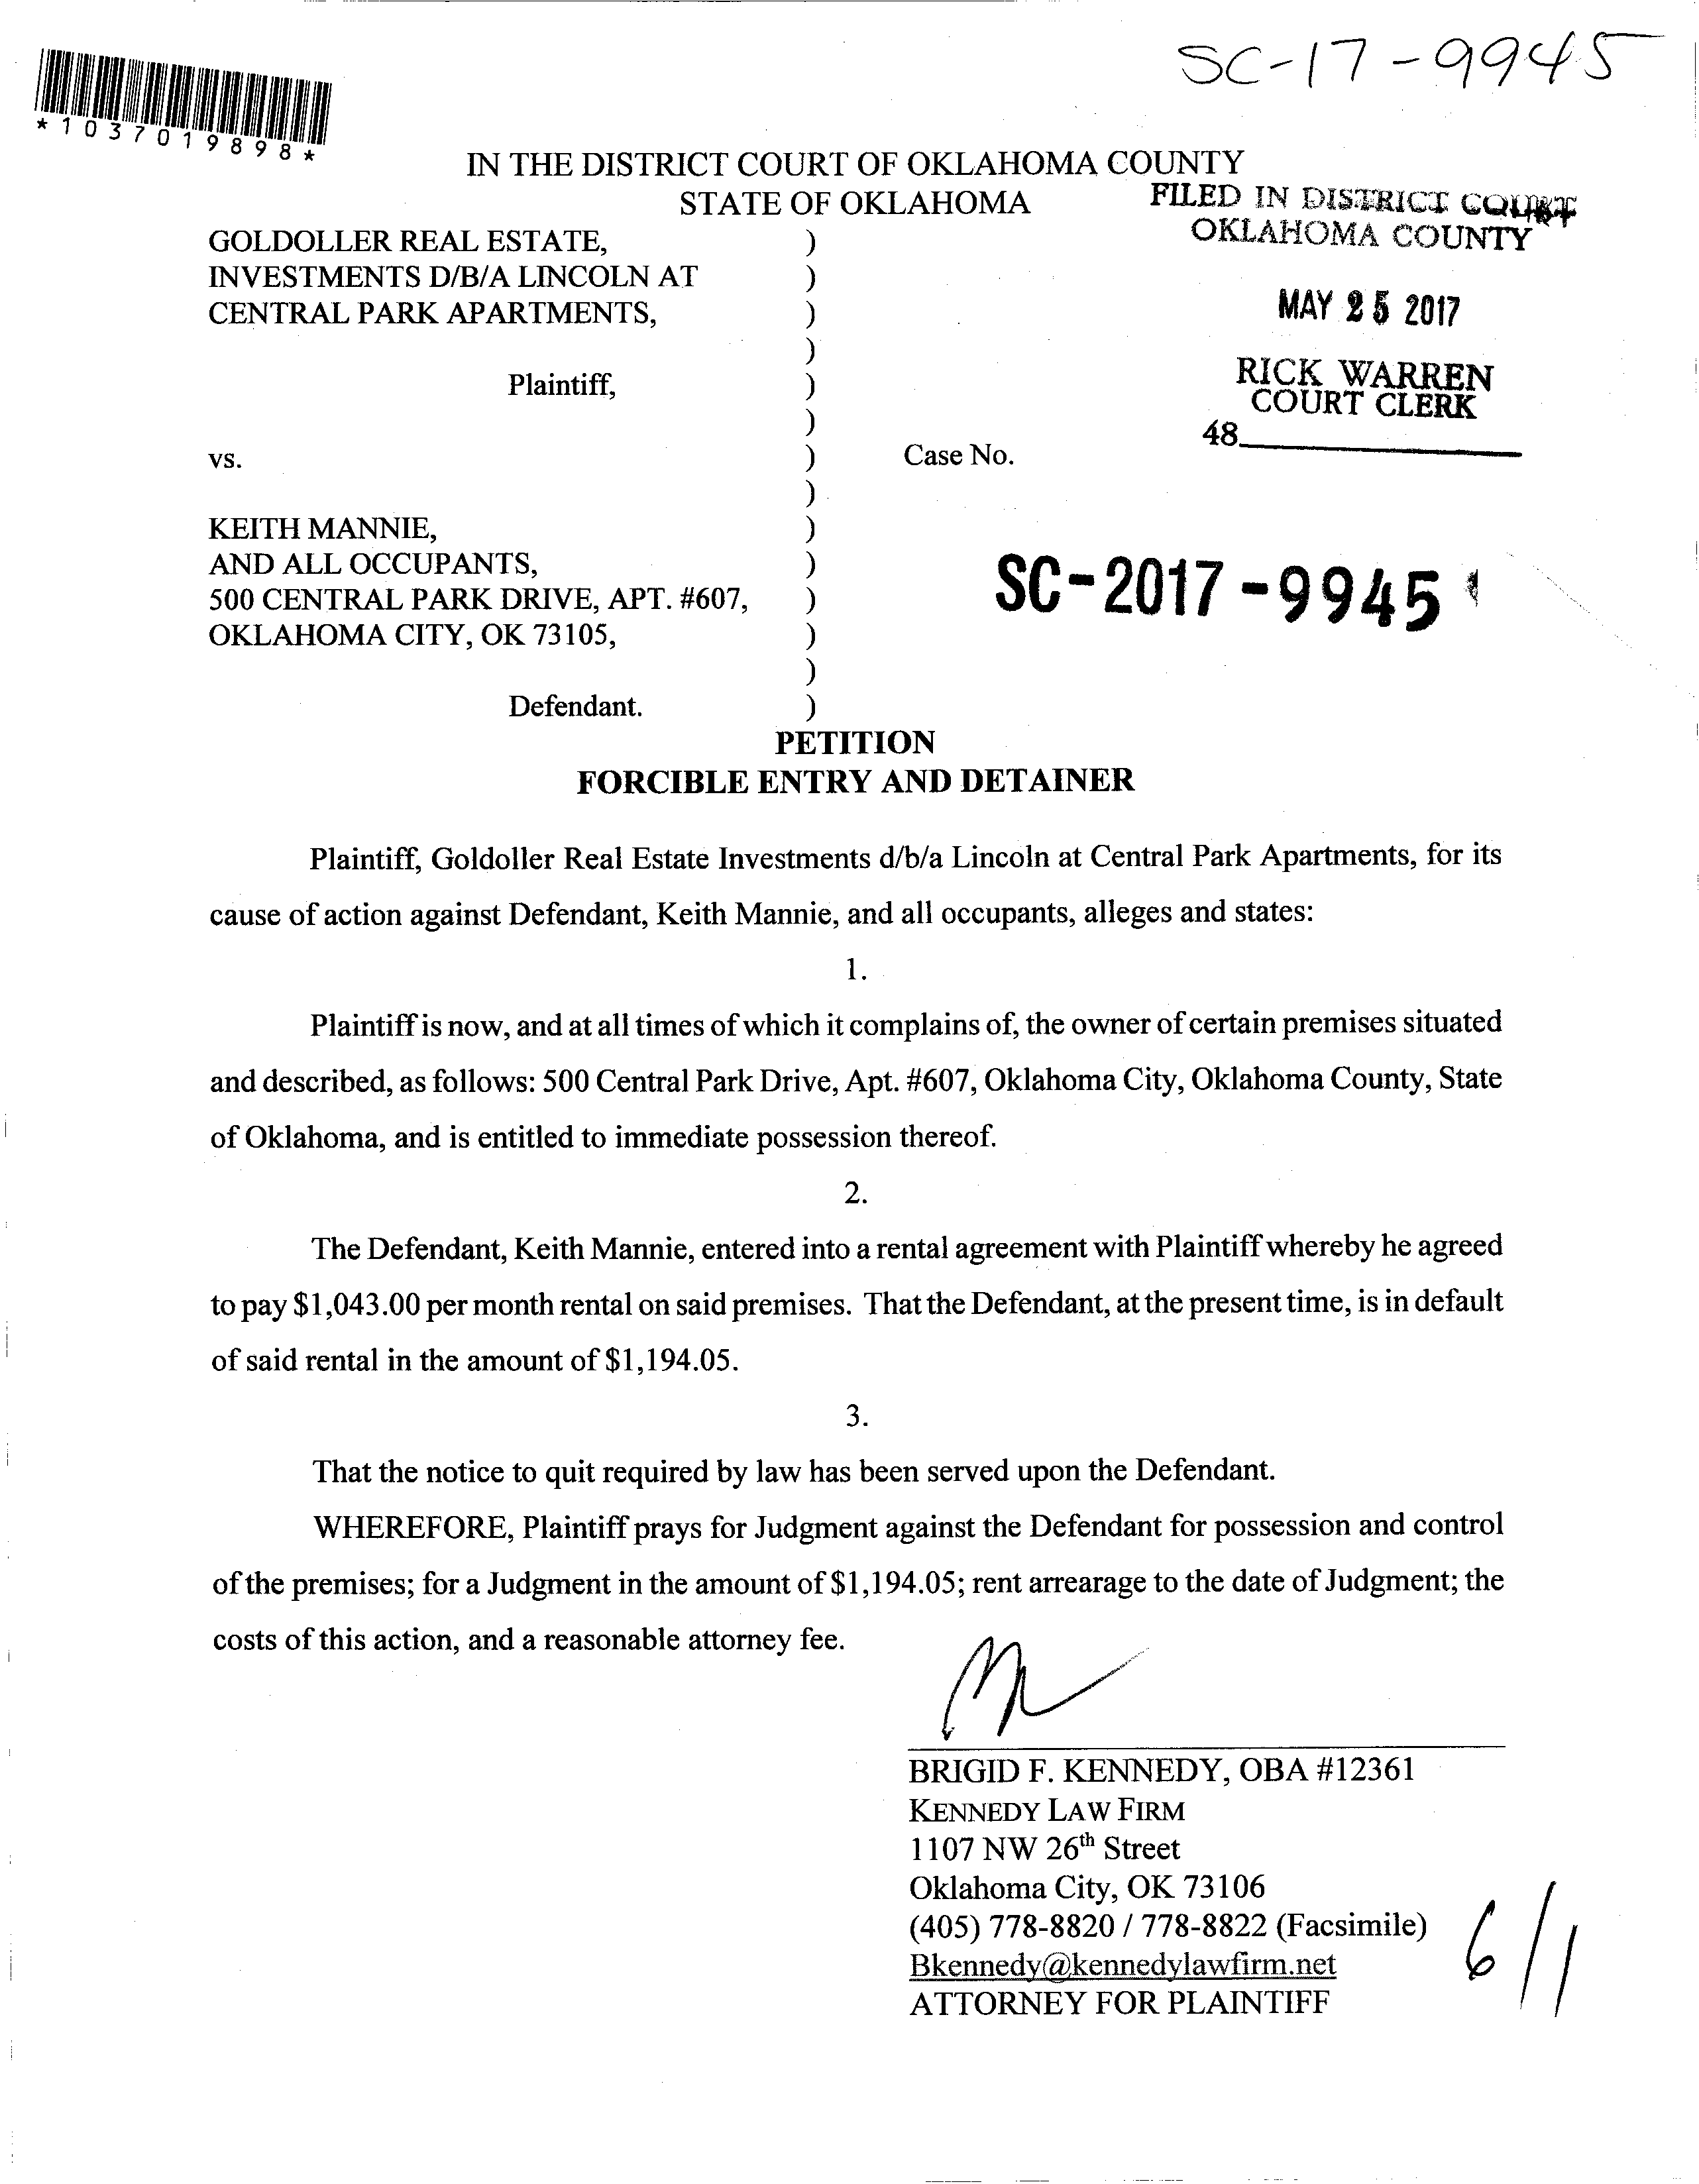 SC-17-9945
*1037019898*
IN THE DISTRICT COURT OF OKLAHOMA COUNTY
STATE OF OKLAHOMA
FILED IN DISTRICT COURT
OKLAHOMA COUNTY
MAY 25 2017
RICK WARREN
COURT CLERK
48
GOLDOLLER REAL ESTATE, )
INVESTMENTS D/B/A LINCOLN AT )
CENTRAL PARK APARTMENTS, )
)
Plaintiff, )
)
vs. ) Case No.
)
KEITH MANNIE, )
AND ALL OCCUPANTS, )
500 CENTRAL PARK DRIVE, APT. #607, ) SC-2017-9945
OKLAHOMA CITY, OK 73105, )
)
Defendant. )
PETITION
FORCIBLE ENTRY AND DETAINER
Plaintiff, Goldoller Real Estate Investments d/b/a Lincoln at Central Park Apartments, for its
cause of action against Defendant, Keith Mannie, and all occupants, alleges and states:
1.
Plaintiff is now, and at all times of which it complains of, the owner of certain premises situated
and described, as follows: 500 Central Park Drive, Apt. #607, Oklahoma City, Oklahoma County, State
of Oklahoma, and is entitled to immediate possession thereof.
2.
The Defendant, Keith Mannie, entered into a rental agreement with Plaintiff whereby he agreed
to pay $1,043.00 per month rental on said premises. That the Defendant, at the present time, is in default
of said rental in the amount of $1,194.05.
3.
That the notice to quit required by law has been served upon the Defendant.
WHEREFORE, Plaintiff prays for Judgment against the Defendant for possession and control
of the premises; for a Judgment in the amount of $1,194.05; rent arrearage to the date of Judgment; the
costs of this action, and a reasonable attorney fee.
BRIGID F. KENNEDY, OBA #12361
KENNEDY LAW FIRM
1107 NW 26th Street
Oklahoma City, OK 73106
(405) 778-8820 / 778-8822 (Facsimile)
Bkennedy@kennedylawfirm.net
ATTORNEY FOR PLAINTIFF
6/1